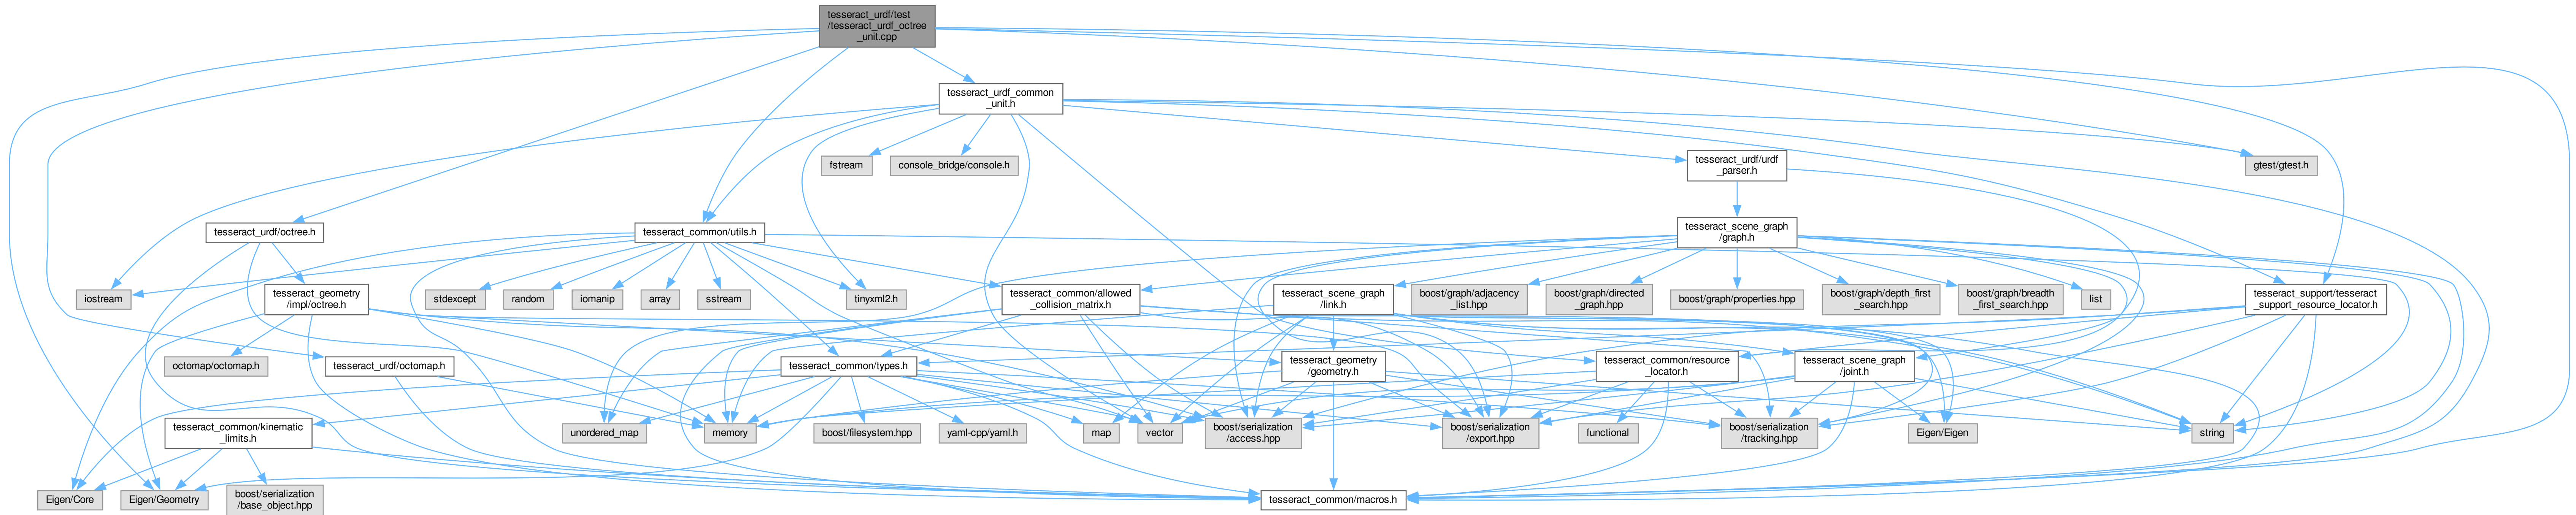 tesseract_urdf/test
/tesseract_urdf_octree
_unit.cpp
tesseract_urdf_common
_unit.h
fstream
console_bridge/console.h
tesseract_urdf/urdf
_parser.h
gtest/gtest.h
tesseract_urdf/octree.h
tesseract_common/utils.h
tesseract_scene_graph
/graph.h
iostream
tesseract_geometry
/impl/octree.h
stdexcept
random
iomanip
array
sstream
tinyxml2.h
tesseract_common/allowed
_collision_matrix.h
tesseract_scene_graph
/link.h
boost/graph/adjacency
_list.hpp
boost/graph/directed
_graph.hpp
boost/graph/properties.hpp
boost/graph/depth_first
_search.hpp
boost/graph/breadth
_first_search.hpp
list
tesseract_support/tesseract
_support_resource_locator.h
octomap/octomap.h
tesseract_urdf/octomap.h
tesseract_common/types.h
tesseract_geometry
/geometry.h
tesseract_common/resource
_locator.h
tesseract_scene_graph
/joint.h
tesseract_common/kinematic
_limits.h
unordered_map
memory
boost/filesystem.hpp
yaml-cpp/yaml.h
map
vector
boost/serialization
/access.hpp
boost/serialization
/export.hpp
functional
boost/serialization
/tracking.hpp
Eigen/Eigen
string
Eigen/Core
Eigen/Geometry
boost/serialization
/base_object.hpp
tesseract_common/macros.h